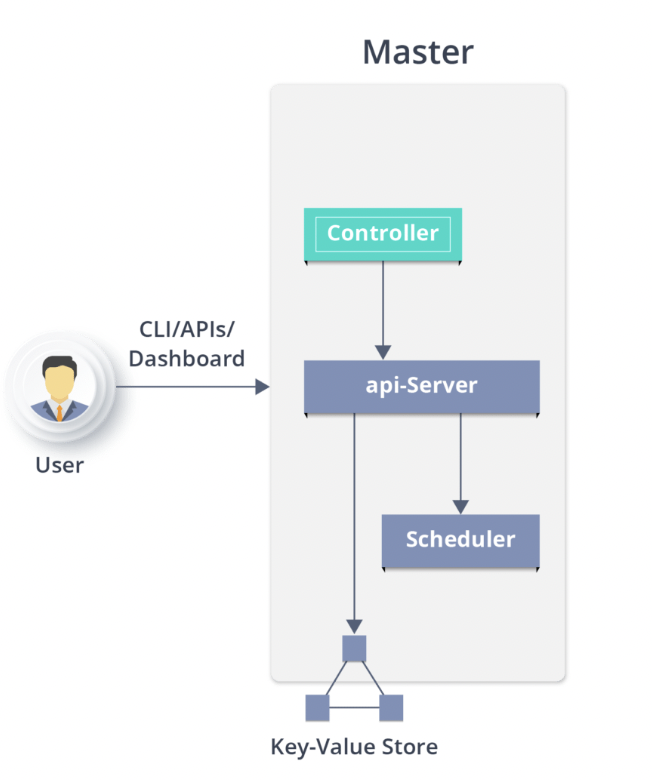 Master
Controller
CLI/APIs/
Dashboard
api-Server
User
Scheduler
Key-Value Store